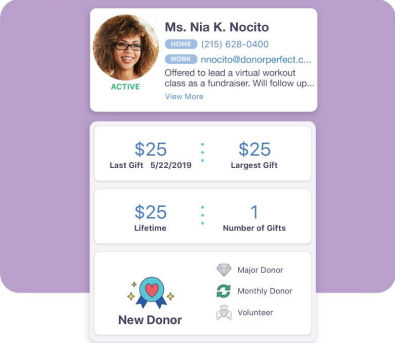 Ms. Nia K. Nocito
HOME (215) 628-0400
WORK nnocito@donorperfect.c...
Offered to lead a virtual workout
class as a fundraiser. Will follow up...
ACTIVE
View More
$25 $25
Last Gift 5/22/2019 Largest Gift
$25 1
Lifetime Number of Gifts
Major Donor
Monthly Donor
Volunteer
New Donor